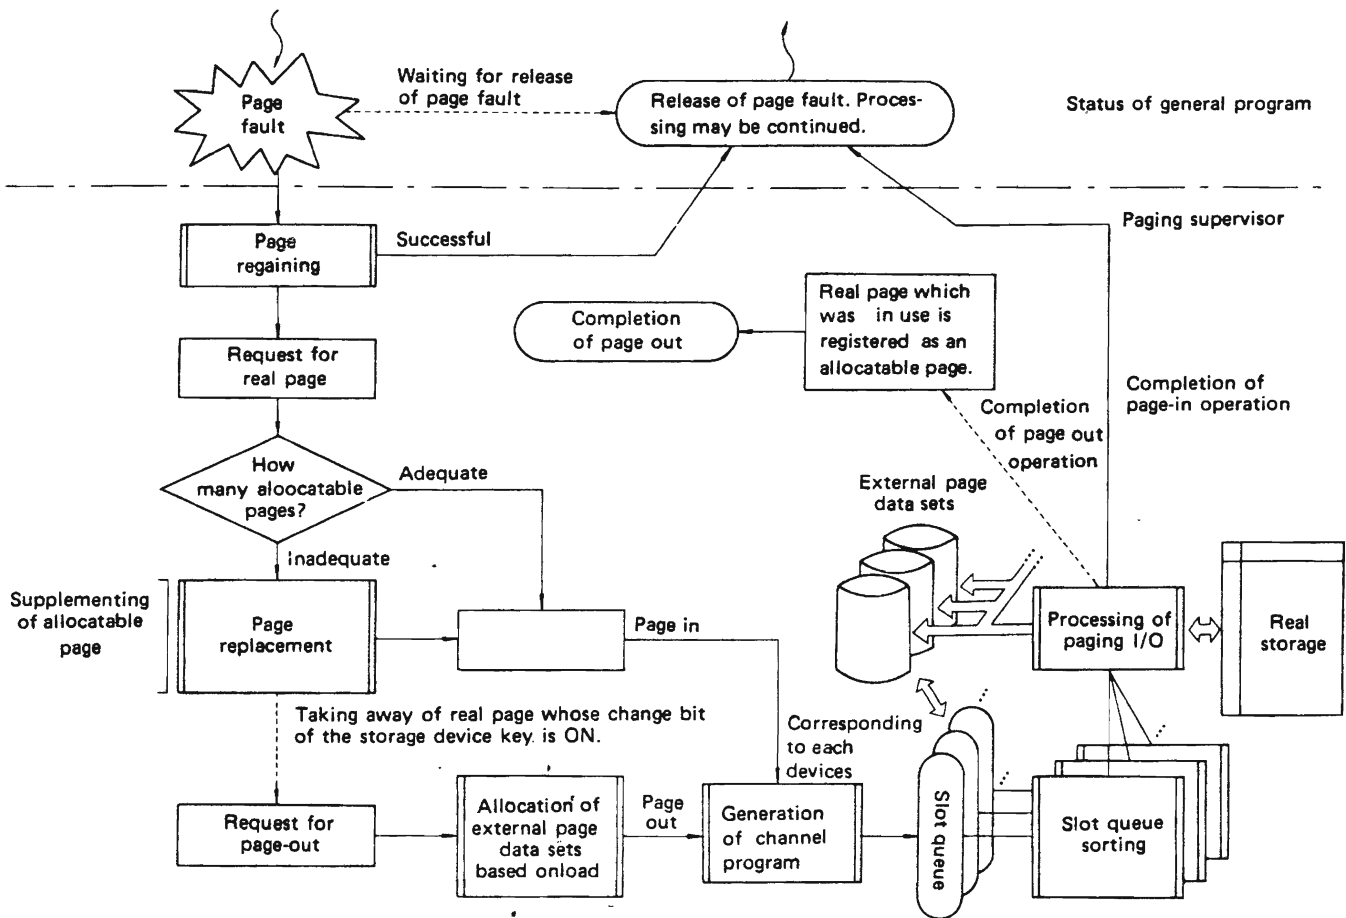 Page
fault
Waiting for release
of page fault
Release of page fault. Proces-
sing may be continued.
Status of general program
Page
regaining
Successful
Paging supervisor
Request for
real page
Completion
of page out
Real page which
was in use is
registered as an
allocatable page.
Completion of
page-in operation
Completion
of page out
operation
How
many aloocatable
pages?
Adequate
Inadequate
External page
data sets
Supplementing
of allocatable
page
Page
replacement
Page in
Processing of
paging I/O
Real
storage
Taking away of real page whose change bit
of the storage device key is ON.
Corresponding
to each
devices
Request for
page-out
Allocation of
external page
data sets
based onload
Page
out
Generation
of channel
program
Slot queue
Slot queue
sorting